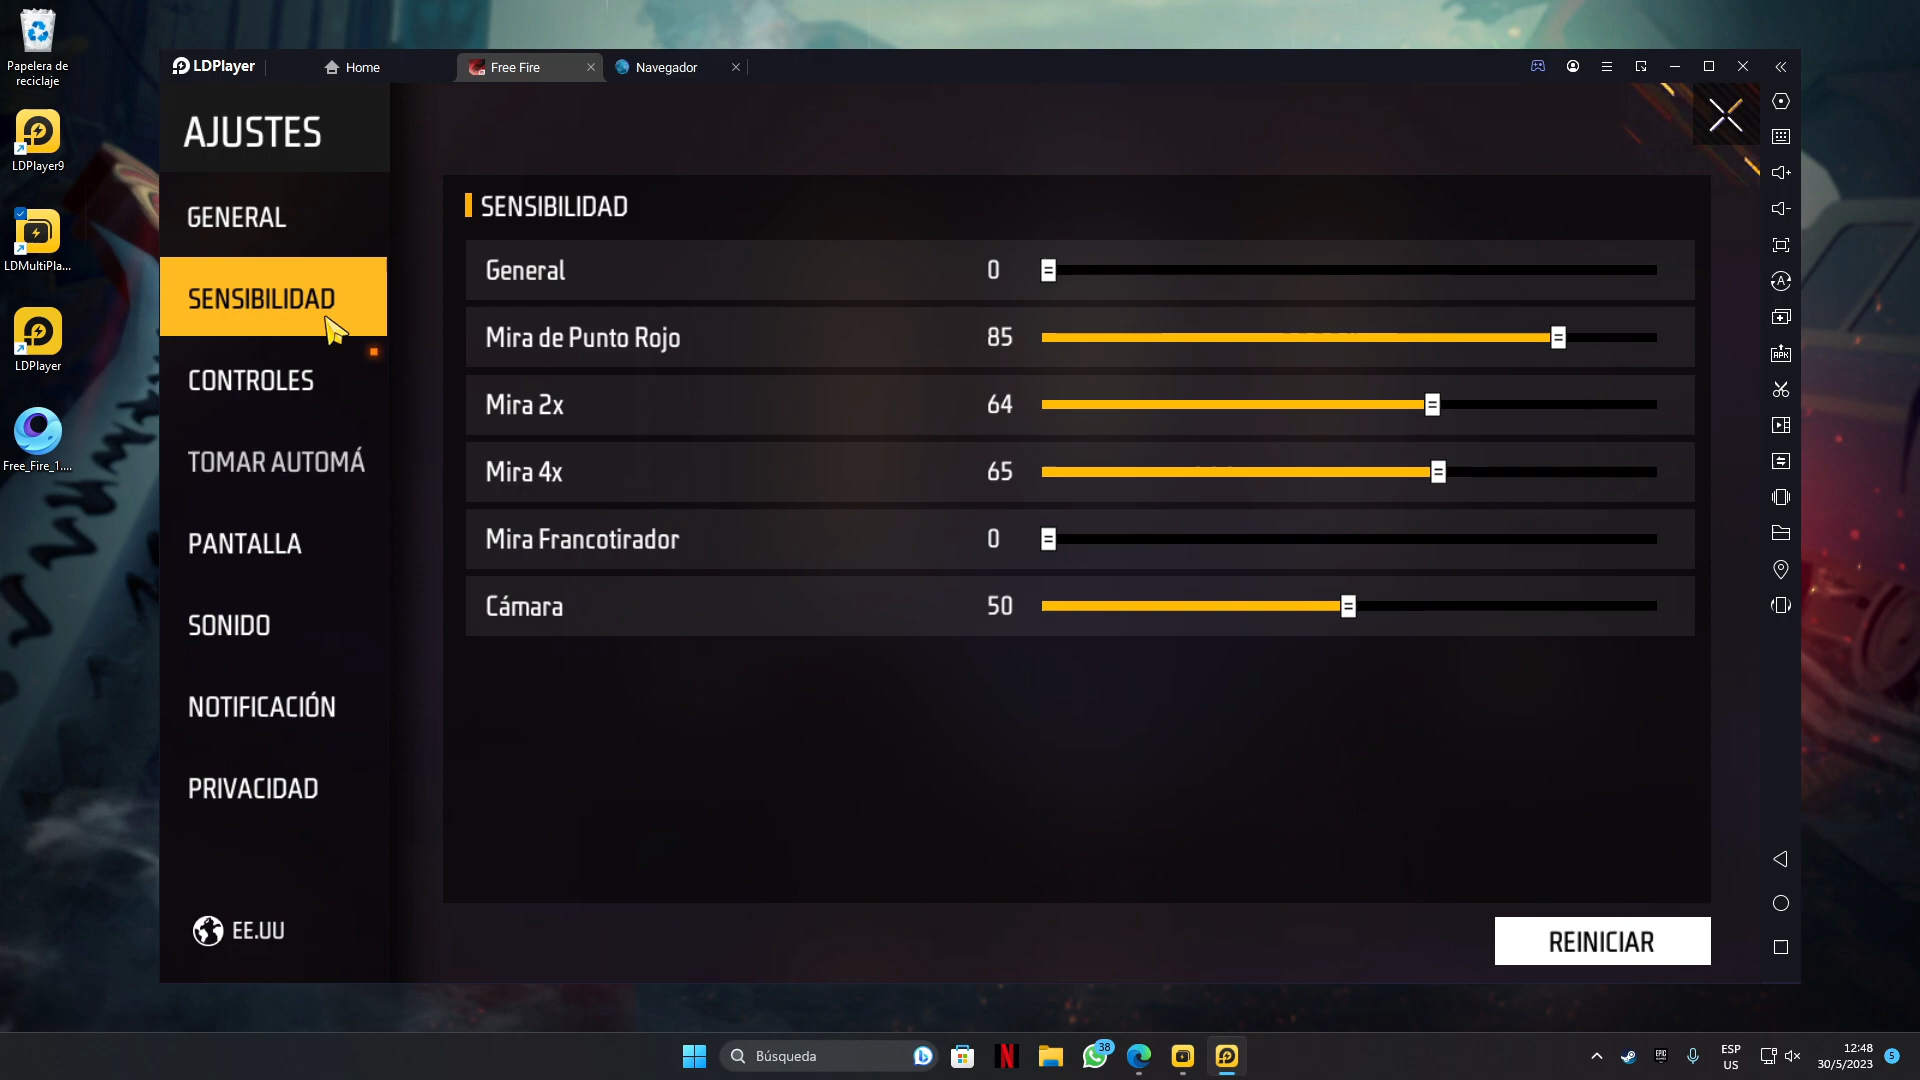 Papelera de
reciclaje
LDPlayer9
LDMultiPla...
LDPlayer
Free_Fire_1....
LDPlayer
Home
Free Fire
Navegador
AJUSTES
GENERAL
SENSIBILIDAD
CONTROLES
TOMAR AUTOMÁ
PANTALLA
SONIDO
NOTIFICACIÓN
PRIVACIDAD
EE.UU
SENSIBILIDAD
General 0
Mira de Punto Rojo 85
Mira 2x 64
Mira 4x 65
Mira Francotirador 0
Cámara 50
REINICIAR
APK
Búsqueda
38
ESP
US
12:48
30/5/2023
5